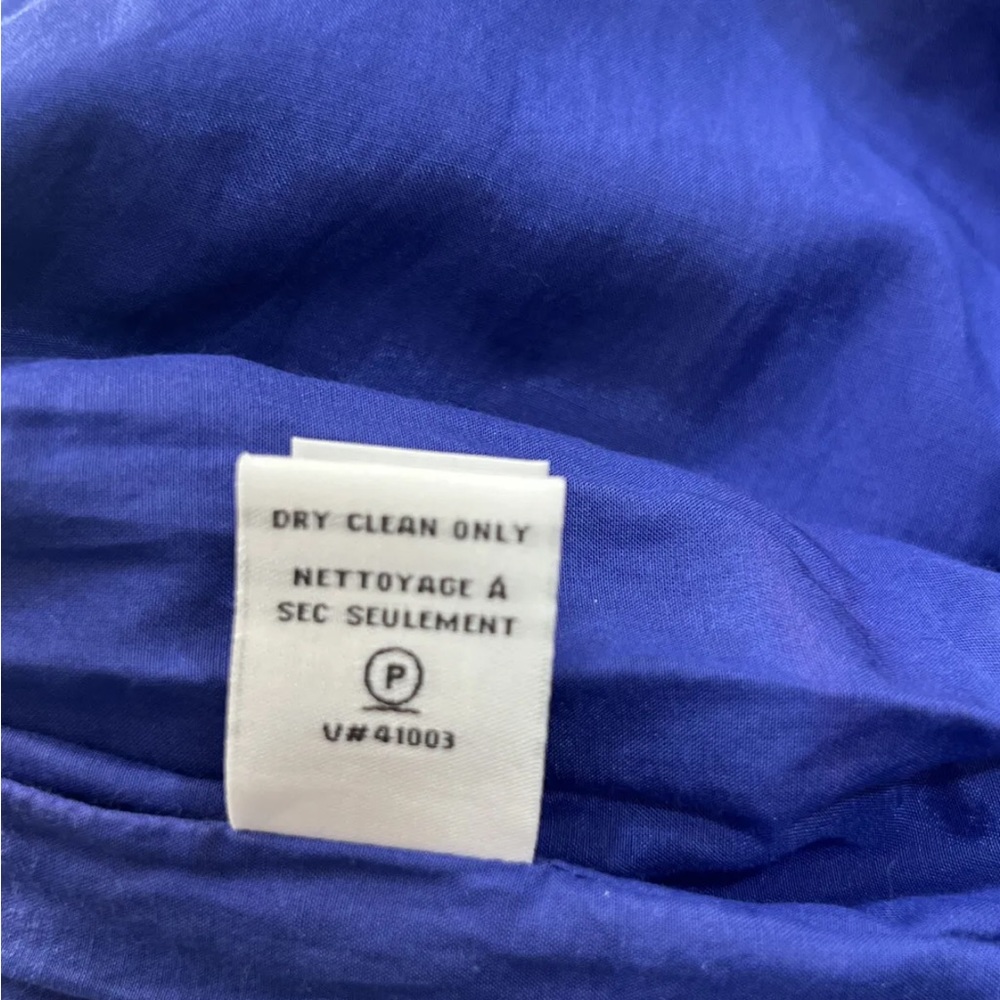 DRY CLEAN ONLY
NETTOYAGE À
SEC SEULEMENT
P
V#41003